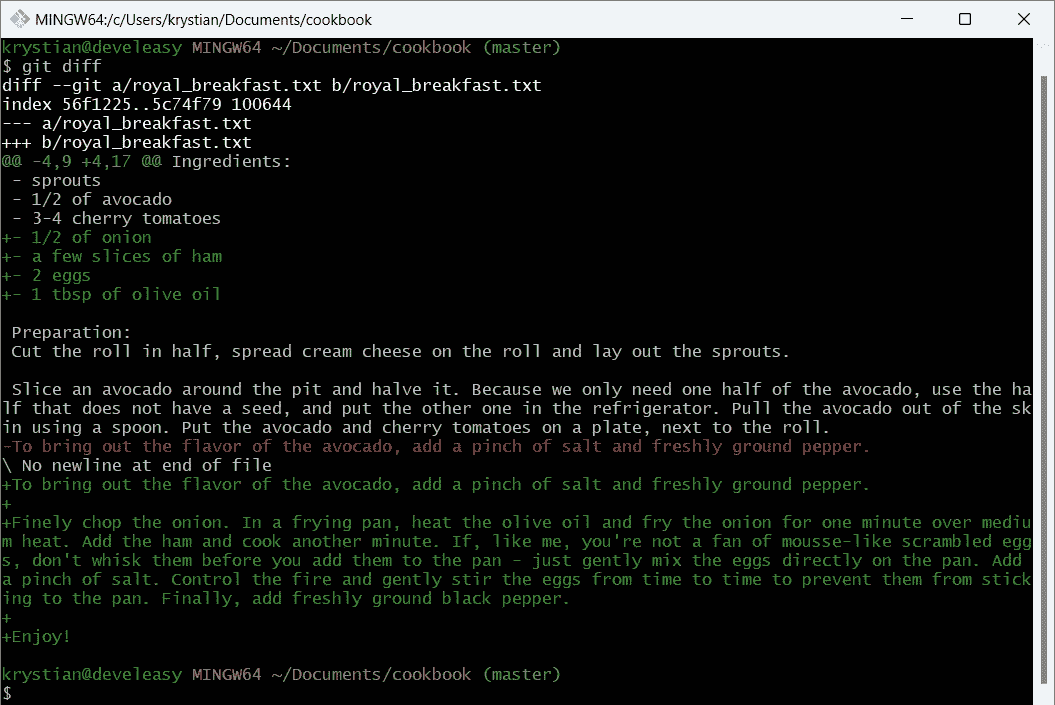 MINGW64:/c/Users/krystian/Documents/cookbook
krystian@develeasy MINGW64 ~/Documents/cookbook (master)
$ git diff
diff --git a/royal_breakfast.txt b/royal_breakfast.txt
index 56f1225..5c74f79 100644
--- a/royal_breakfast.txt
+++ b/royal_breakfast.txt
@@ -4,9 +4,17 @@ Ingredients:
 - sprouts
 - 1/2 of avocado
 - 3-4 cherry tomatoes
+- 1/2 of onion
+- a few slices of ham
+- 2 eggs
+- 1 tbsp of olive oil
 Preparation:
 Cut the roll in half, spread cream cheese on the roll and lay out the sprouts.
 Slice an avocado around the pit and halve it. Because we only need one half of the avocado, use the ha
lf that does not have a seed, and put the other one in the refrigerator. Pull the avocado out of the sk
in using a spoon. Put the avocado and cherry tomatoes on a plate, next to the roll.
-To bring out the flavor of the avocado, add a pinch of salt and freshly ground pepper.
\ No newline at end of file
+To bring out the flavor of the avocado, add a pinch of salt and freshly ground pepper.
+
+Finely chop the onion. In a frying pan, heat the olive oil and fry the onion for one minute over mediu
m heat. Add the ham and cook another minute. If, like me, you're not a fan of mousse-like scrambled egg
s, don't whisk them before you add them to the pan - just gently mix the eggs directly on the pan. Add
a pinch of salt. Control the fire and gently stir the eggs from time to time to prevent them from stick
ing to the pan. Finally, add freshly ground black pepper.
+
+Enjoy!
krystian@develeasy MINGW64 ~/Documents/cookbook (master)
$